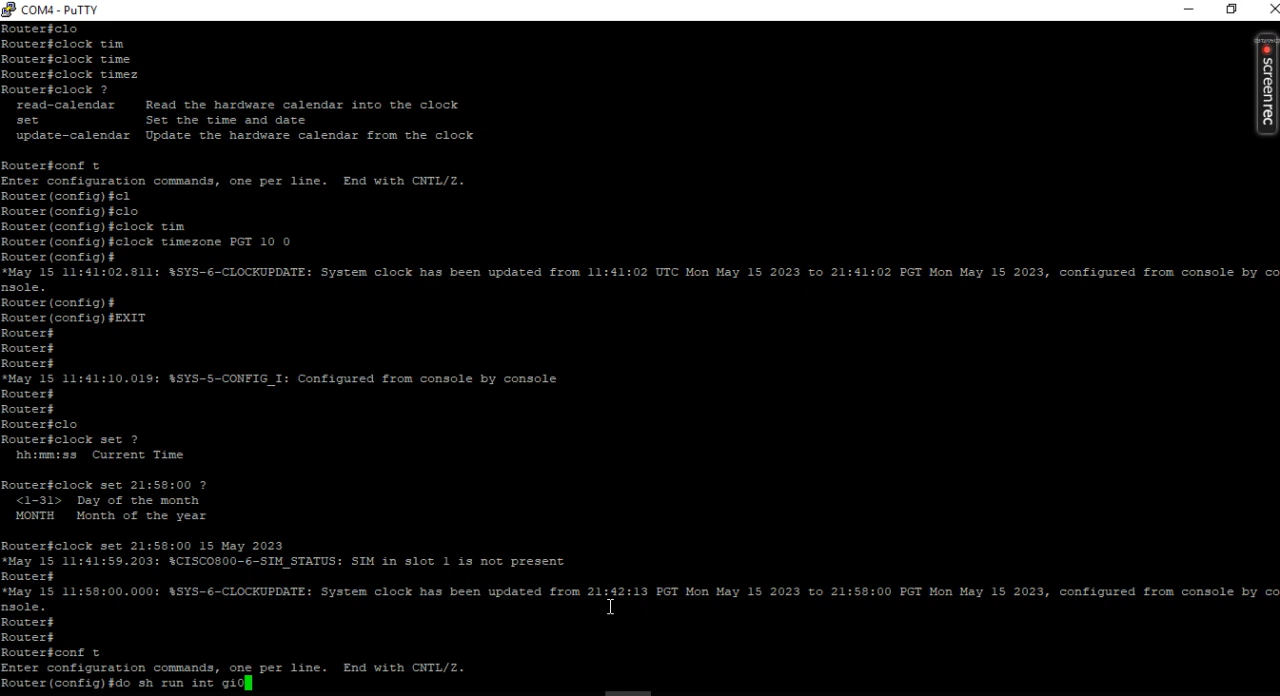 COM4 - PuTTY
Router#clo
Router#clock tim
Router#clock time
Router#clock timez
Router#clock ?
  read-calendar    Read the hardware calendar into the clock
  set              Set the time and date
  update-calendar  Update the hardware calendar from the clock

Router#conf t
Enter configuration commands, one per line.  End with CNTL/Z.
Router(config)#cl
Router(config)#clo
Router(config)#clock tim
Router(config)#clock timezone PGT 10 0
Router(config)#
*May 15 11:41:02.811: %SYS-6-CLOCKUPDATE: System clock has been updated from 11:41:02 UTC Mon May 15 2023 to 21:41:02 PGT Mon May 15 2023, configured from console by co
nsole.
Router(config)#
Router(config)#EXIT
Router#
Router#
Router#
*May 15 11:41:10.019: %SYS-5-CONFIG_I: Configured from console by console
Router#
Router#
Router#clo
Router#clock set ?
  hh:mm:ss  Current Time

Router#clock set 21:58:00 ?
  <1-31>  Day of the month
  MONTH   Month of the year

Router#clock set 21:58:00 15 May 2023
*May 15 11:41:59.203: %CISCO800-6-SIM_STATUS: SIM in slot 1 is not present
Router#
*May 15 11:58:00.000: %SYS-6-CLOCKUPDATE: System clock has been updated from 21:42:13 PGT Mon May 15 2023 to 21:58:00 PGT Mon May 15 2023, configured from console by co
nsole.
Router#
Router#
Router#conf t
Enter configuration commands, one per line.  End with CNTL/Z.
Router(config)#do sh run int gi0
screenrec